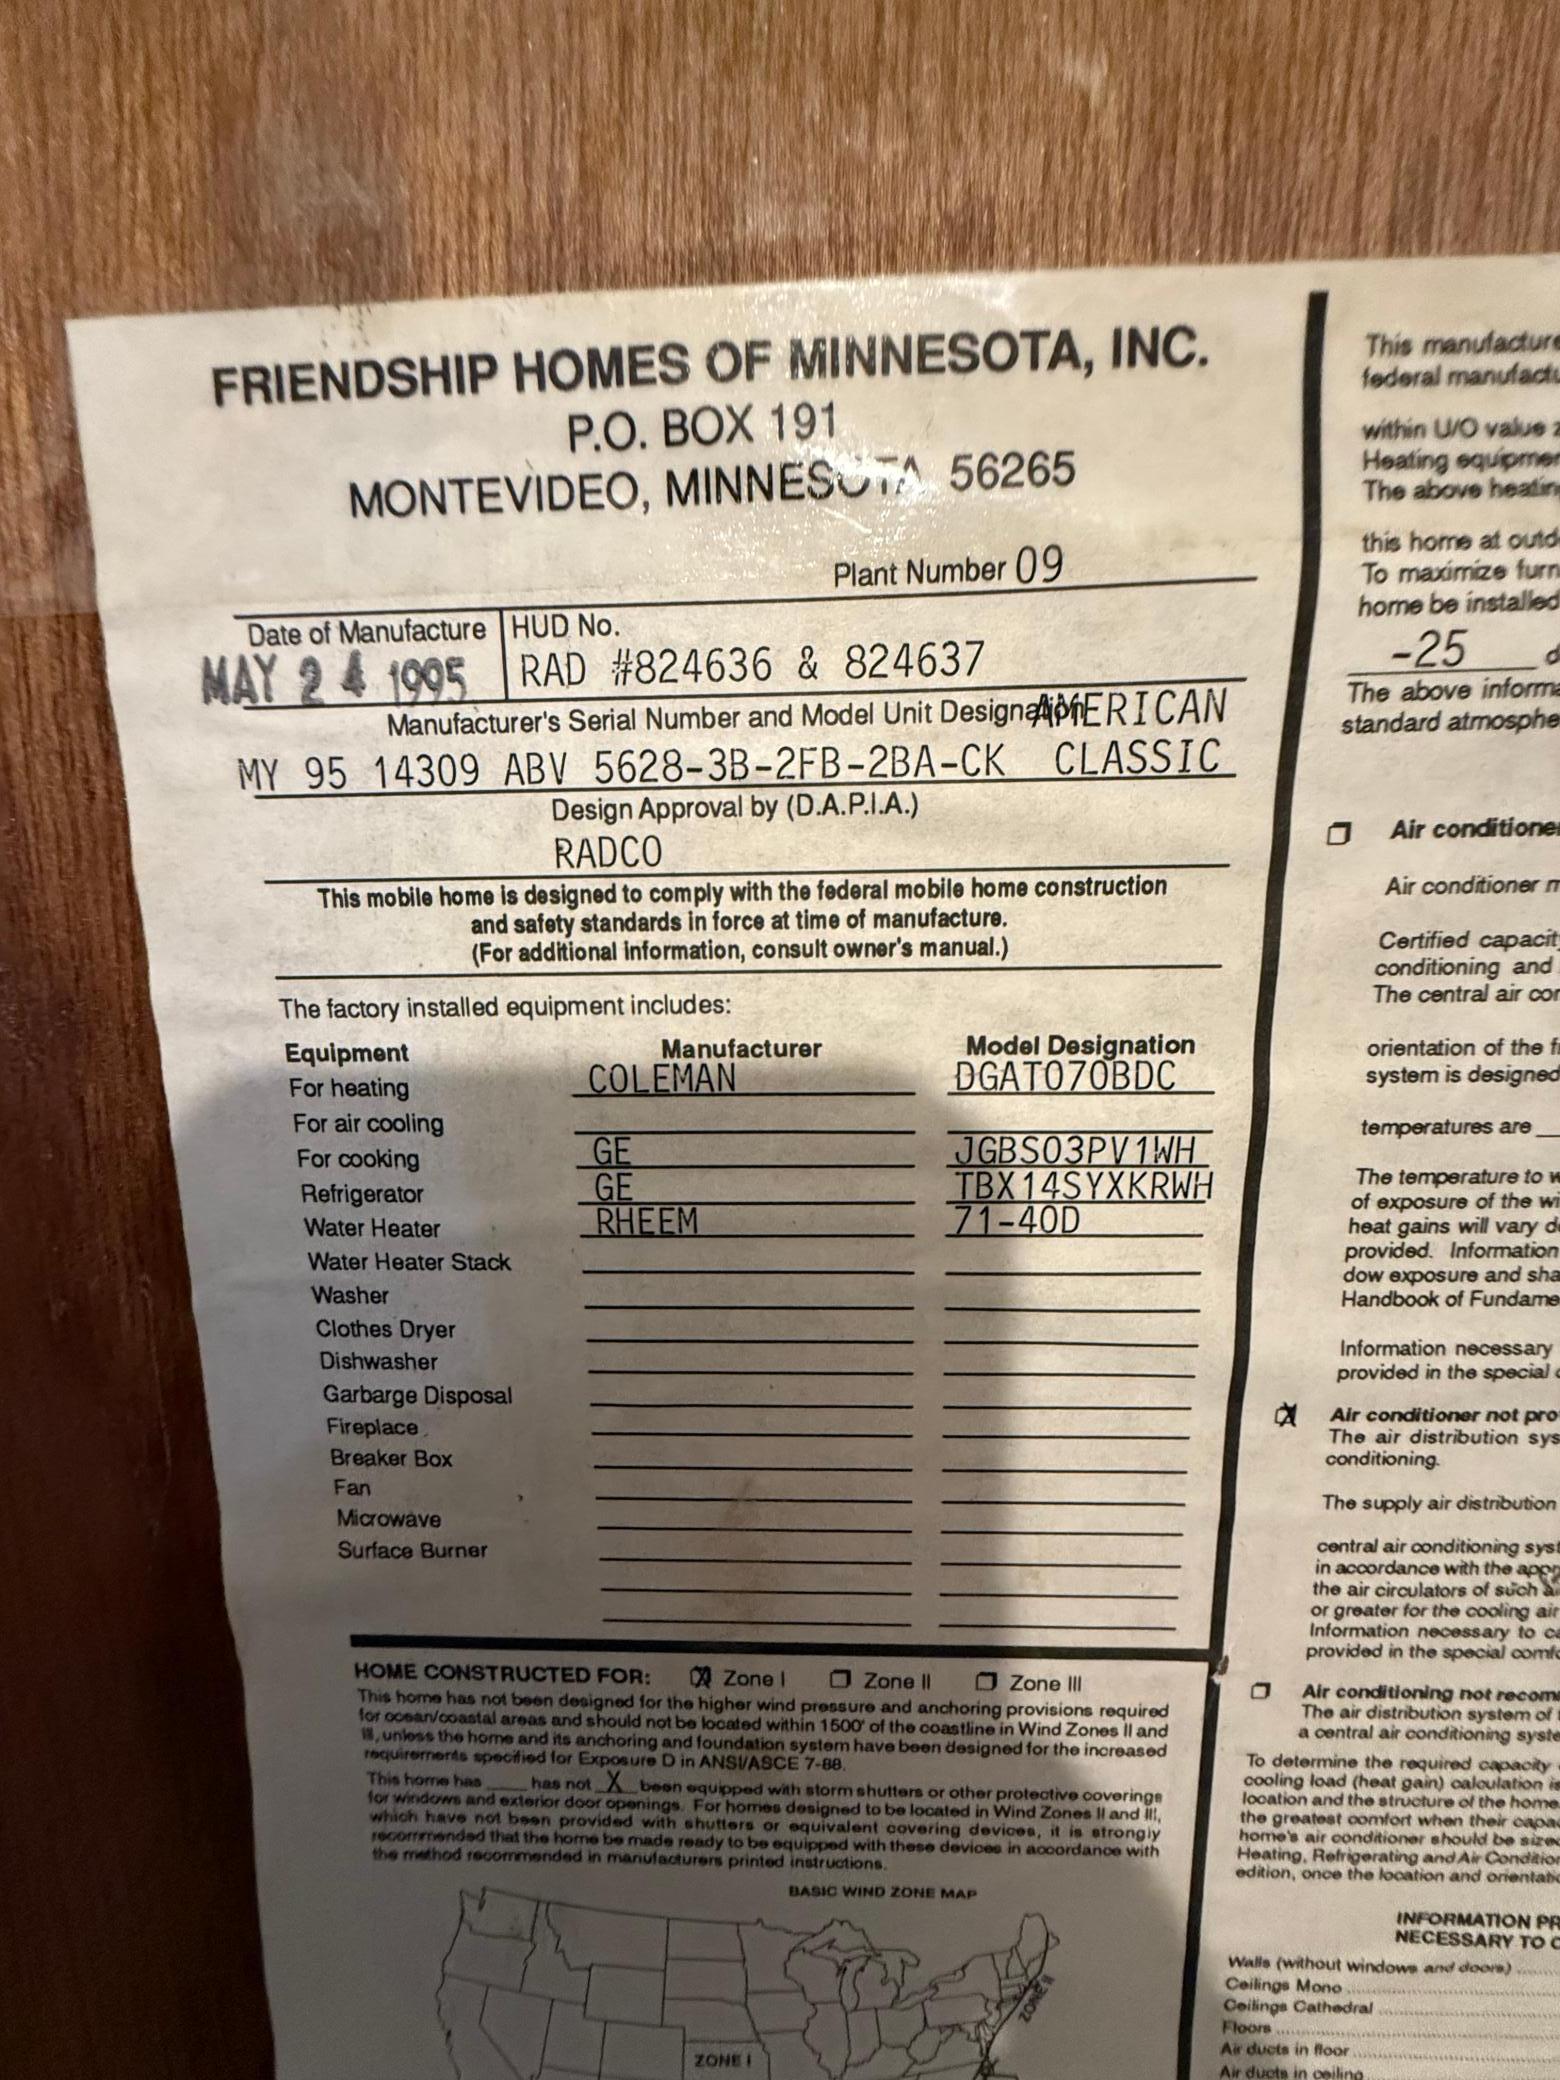 FRIENDSHIP HOMES OF MINNESOTA, INC.
P.O. BOX 191
MONTEVIDEO, MINNESOTA 56265
Plant Number 09
Date of Manufacture
MAY 24 1995
HUD No.
RAD #824636 & 824637
Manufacturer's Serial Number and Model Unit Designation
AMERICAN
MY 95 14309 ABV 5628-3B-2FB-2BA-CK CLASSIC
Design Approval by (D.A.P.I.A.)
RADCO
This mobile home is designed to comply with the federal mobile home construction
and safety standards in force at time of manufacture.
(For additional information, consult owner's manual.)
The factory installed equipment includes:
Equipment Manufacturer Model Designation
For heating COLEMAN DGAT070BDC
For air cooling
For cooking GE JGBS03PV1WH
Refrigerator GE TBX14SYXKRWH
Water Heater RHEEM 71-40D
Water Heater Stack
Washer
Clothes Dryer
Dishwasher
Garbarge Disposal
Fireplace
Breaker Box
Fan
Microwave
Surface Burner
HOME CONSTRUCTED FOR: X Zone I Zone II Zone III
This home has not been designed for the higher wind pressure and anchoring provisions required
for ocean/coastal areas and should not be located within 1500' of the coastline in Wind Zones II and
III, unless the home and its anchoring and foundation system have been designed for the increased
requirements specified for Exposure D in ANSI/ASCE 7-88.
This home has ____ has not X been equipped with storm shutters or other protective coverings
for windows and exterior door openings. For homes designed to be located in Wind Zones II and III,
which have not been provided with shutters or equivalent covering devices, it is strongly
recommended that the home be made ready to be equipped with these devices in accordance with
the method recommended in manufacturers printed instructions.
BASIC WIND ZONE MAP
ZONE II
ZONE I
This manufacture
federal manufactu
within U/O value
Heating equipmen
The above heating
this home at outd
To maximize furn
home be installed
-25
The above informa
standard atmosphe
Air conditioner
Air conditioner m
Certified capacity
conditioning and
The central air con
orientation of the f
system is designed
temperatures are
The temperature to w
of exposure of the wi
heat gains will vary de
provided. Information
dow exposure and sha
Handbook of Fundame
Information necessary
provided in the special c
X Air conditioner not pro
The air distribution sys
conditioning.
The supply air distribution
central air conditioning syst
in accordance with the appr
the air circulators of such a
or greater for the cooling air
Information necessary to ca
provided in the special comfo
Air conditioning not recom
The air distribution system of
a central air conditioning syste
To determine the required capacity
cooling load (heat gain) calculation is
location and the structure of the home.
the greatest comfort when their capac
home's air conditioner should be sized
Heating, Refrigerating and Air Condition
edition, once the location and orientatio
INFORMATION PR
NECESSARY TO C
Walls (without windows and doors)
Ceilings Mono
Ceilings Cathedral
Floors
Air ducts in floor
Air ducts in ceiling